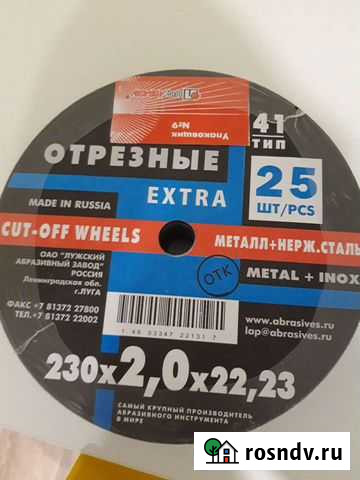 Упаковщик
№9
41
ТИП
ОТРЕЗНЫЕ
EXTRA
25
ШТ/PCS
MADE IN RUSSIA
CUT-OFF WHEELS
МЕТАЛЛ+НЕРЖ.СТАЛЬ
METAL + INOX
ОТК
ОАО "ЛУЖСКИЙ
АБРАЗИВНЫЙ ЗАВОД"
РОССИЯ
Ленинградская обл.
г.ЛУГА
ФАКС +7 81372 27800
ТЕЛ.+7 81372 22002
www.abrasives.ru
lap@abrasives.ru
230x2,0x22,23
САМЫЙ КРУПНЫЙ ПРОИЗВОДИТЕЛЬ
АБРАЗИВНОГО ИНСТРУМЕНТА
В МИРЕ
rosndv.ru